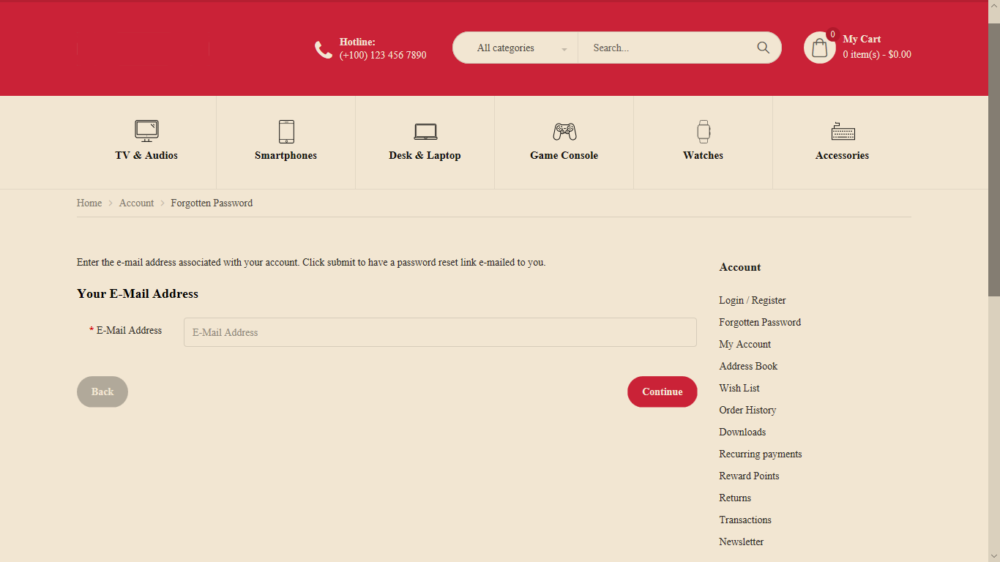 Hotline:
(+100) 123 456 7890
All categories
Search...
0
My Cart
0 item(s) - $0.00
TV & Audios
Smartphones
Desk & Laptop
Game Console
Watches
Accessories
Home
Account
Forgotten Password
Enter the e-mail address associated with your account. Click submit to have a password reset link e-mailed to you.
Your E-Mail Address
* E-Mail Address
E-Mail Address
Back
Continue
Account
Login / Register
Forgotten Password
My Account
Address Book
Wish List
Order History
Downloads
Recurring payments
Reward Points
Returns
Transactions
Newsletter